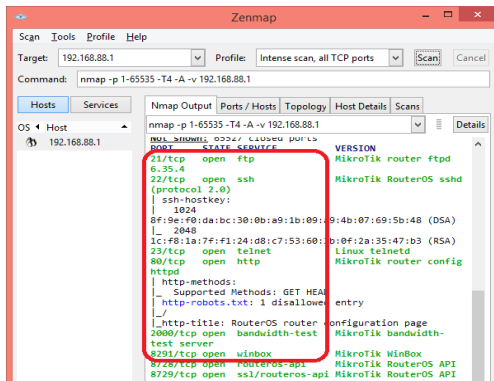 Zenmap
Scan Tools Profile Help
Target: 192.168.88.1 Profile: Intense scan, all TCP ports Scan Cancel
Command: nmap -p 1-65535 -T4 -A -v 192.168.88.1
Hosts Services Nmap Output Ports / Hosts Topology Host Details Scans
OS Host
192.168.88.1
nmap -p 1-65535 -T4 -A -v 192.168.88.1 Details
Not shown: 65527 closed ports
PORT STATE SERVICE VERSION
21/tcp open ftp MikroTik router ftpd
6.35.4
22/tcp open ssh MikroTik RouterOS sshd
(protocol 2.0)
| ssh-hostkey:
| 1024
8f:9e:f0:da:bc:30:0b:a9:1b:09:a9:4b:07:69:5b:48 (DSA)
|_ 2048
1c:f8:1a:7f:f1:24:d8:c7:53:60: :0f:2a:35:47:b3 (RSA)
23/tcp open telnet Linux telnetd
80/tcp open http MikroTik router config
httpd
| http-methods:
|_ Supported Methods: GET HEAD
| http-robots.txt: 1 disallowed entry
|_/
|_http-title: RouterOS router configuration page
2000/tcp open bandwidth-test MikroTik bandwidth-
test server
8291/tcp open winbox MikroTik WinBox
8728/tcp open routeros-api MikroTik RouterOS API
8729/tcp open ssl/routeros-api MikroTik RouterOS API